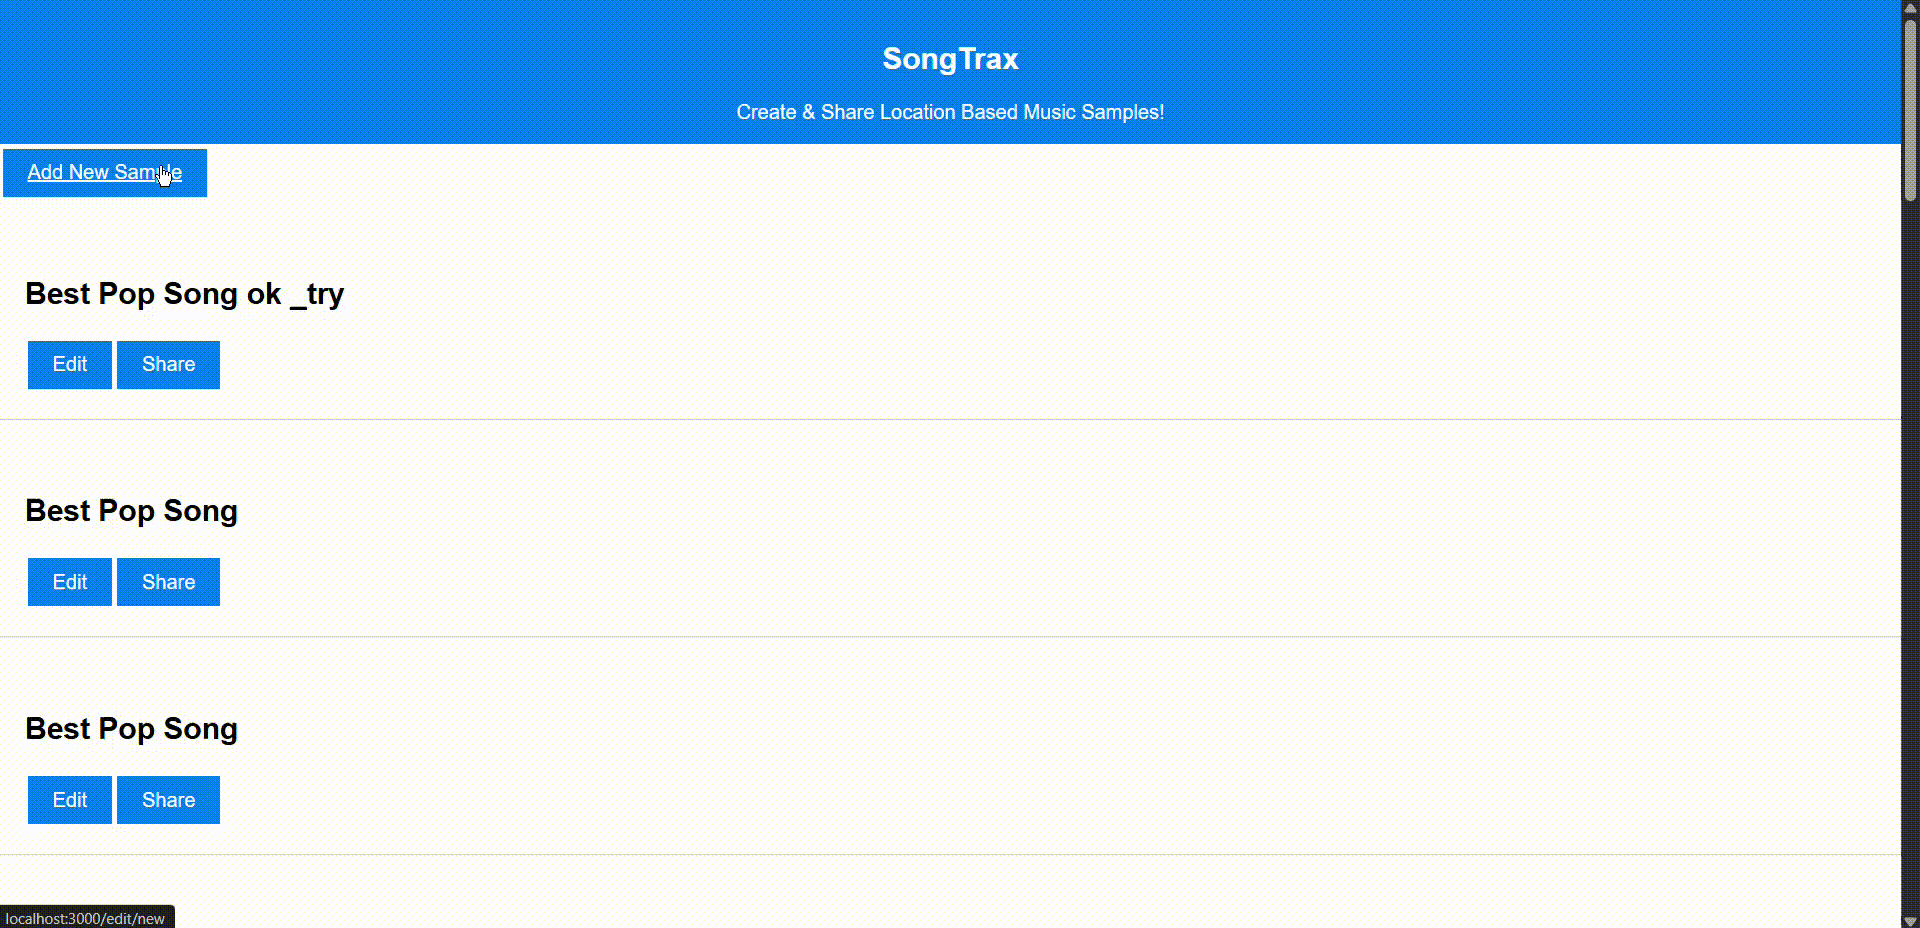 SongTrax
Create & Share Location Based Music Samples!
Add New Sample
Best Pop Song ok _try
Edit Share
Best Pop Song
Edit Share
Best Pop Song
Edit Share
localhost:3000/edit/new